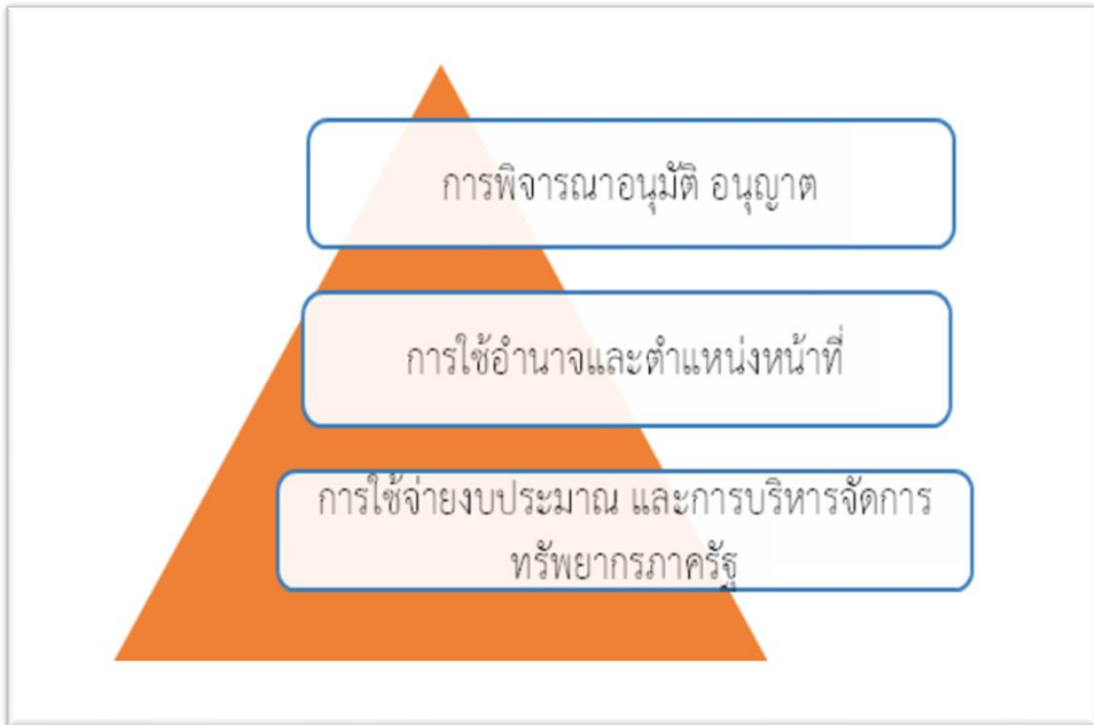 การพิจารณาอนุมัติ อนุญาต
การใช้อำนาจและตำแหน่งหน้าที่
การใช้จ่ายงบประมาณ และการบริหารจัดการ
ทรัพยากรภาครัฐ